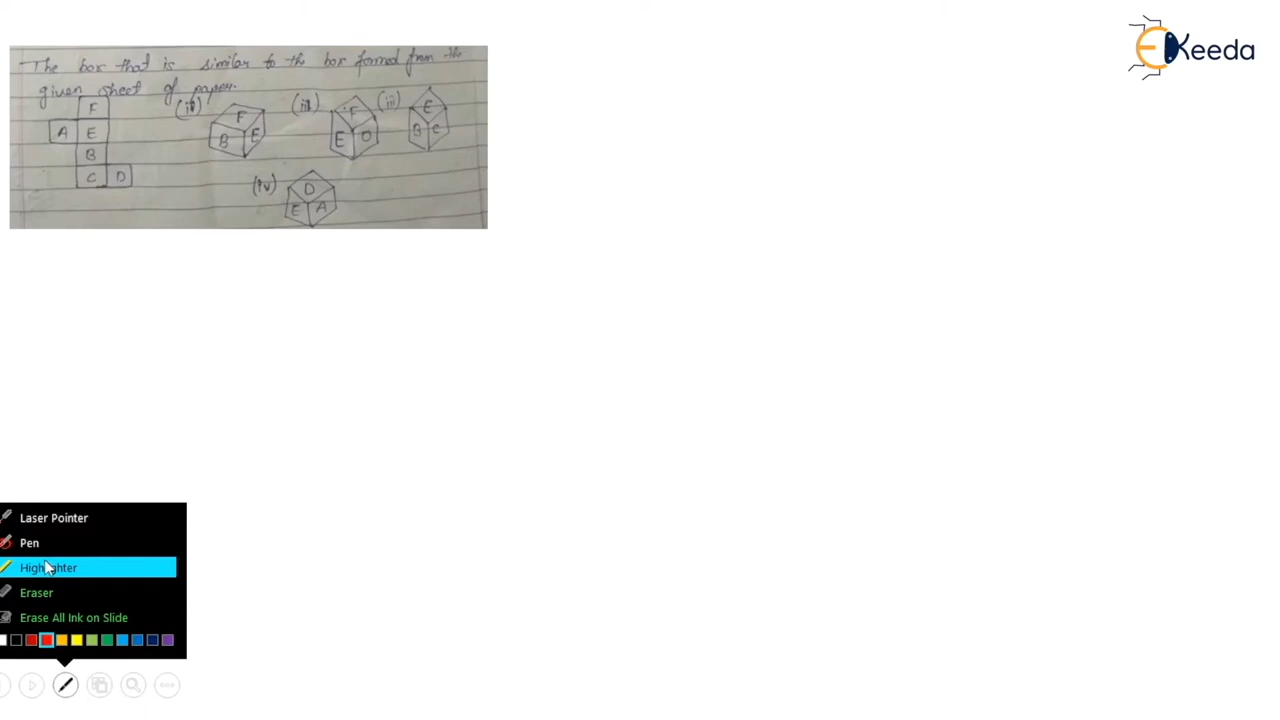 EKeeda
The box that is similar to the box formed from the
given sheet of paper.
F
A E
B
C D
(i) F B E
(ii) F E D
(iii) E B C
(iv) D E A
Laser Pointer
Pen
Highlighter
Eraser
Erase All Ink on Slide